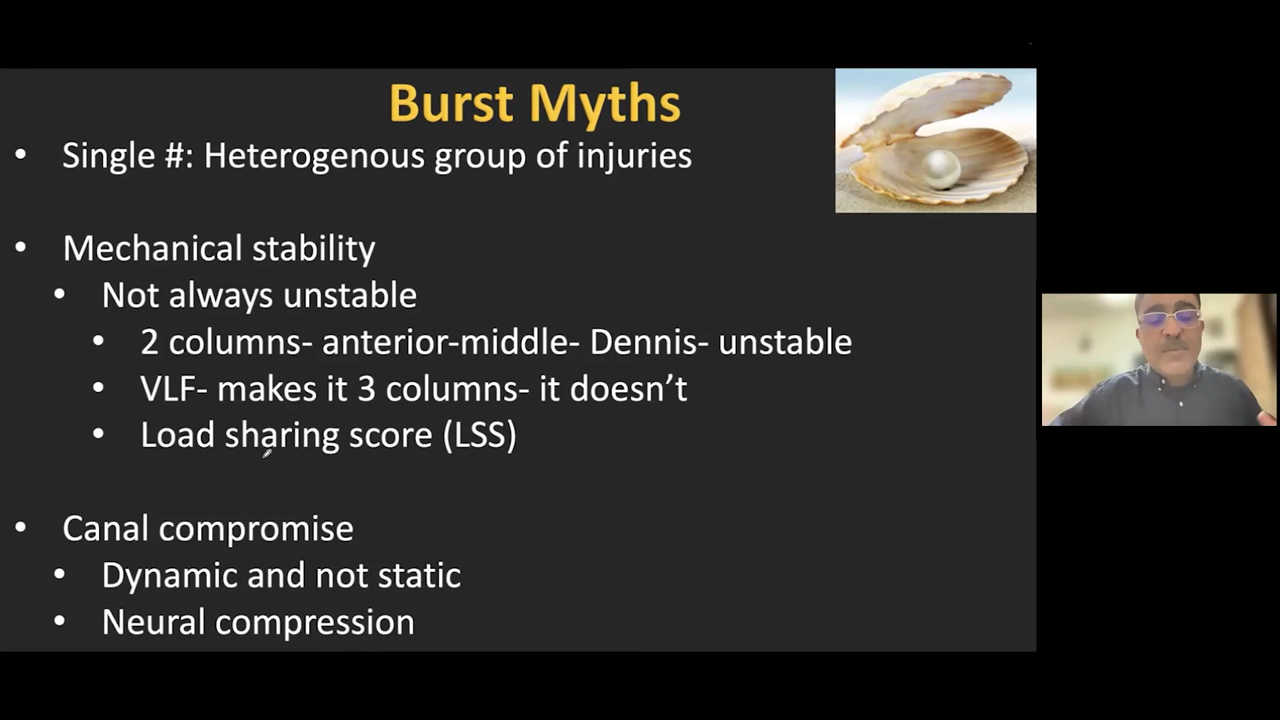 Burst Myths
• Single #: Heterogenous group of injuries
• Mechanical stability
• Not always unstable
• 2 columns- anterior-middle- Dennis- unstable
• VLF- makes it 3 columns- it doesn’t
• Load sharing score (LSS)
• Canal compromise
• Dynamic and not static
• Neural compression